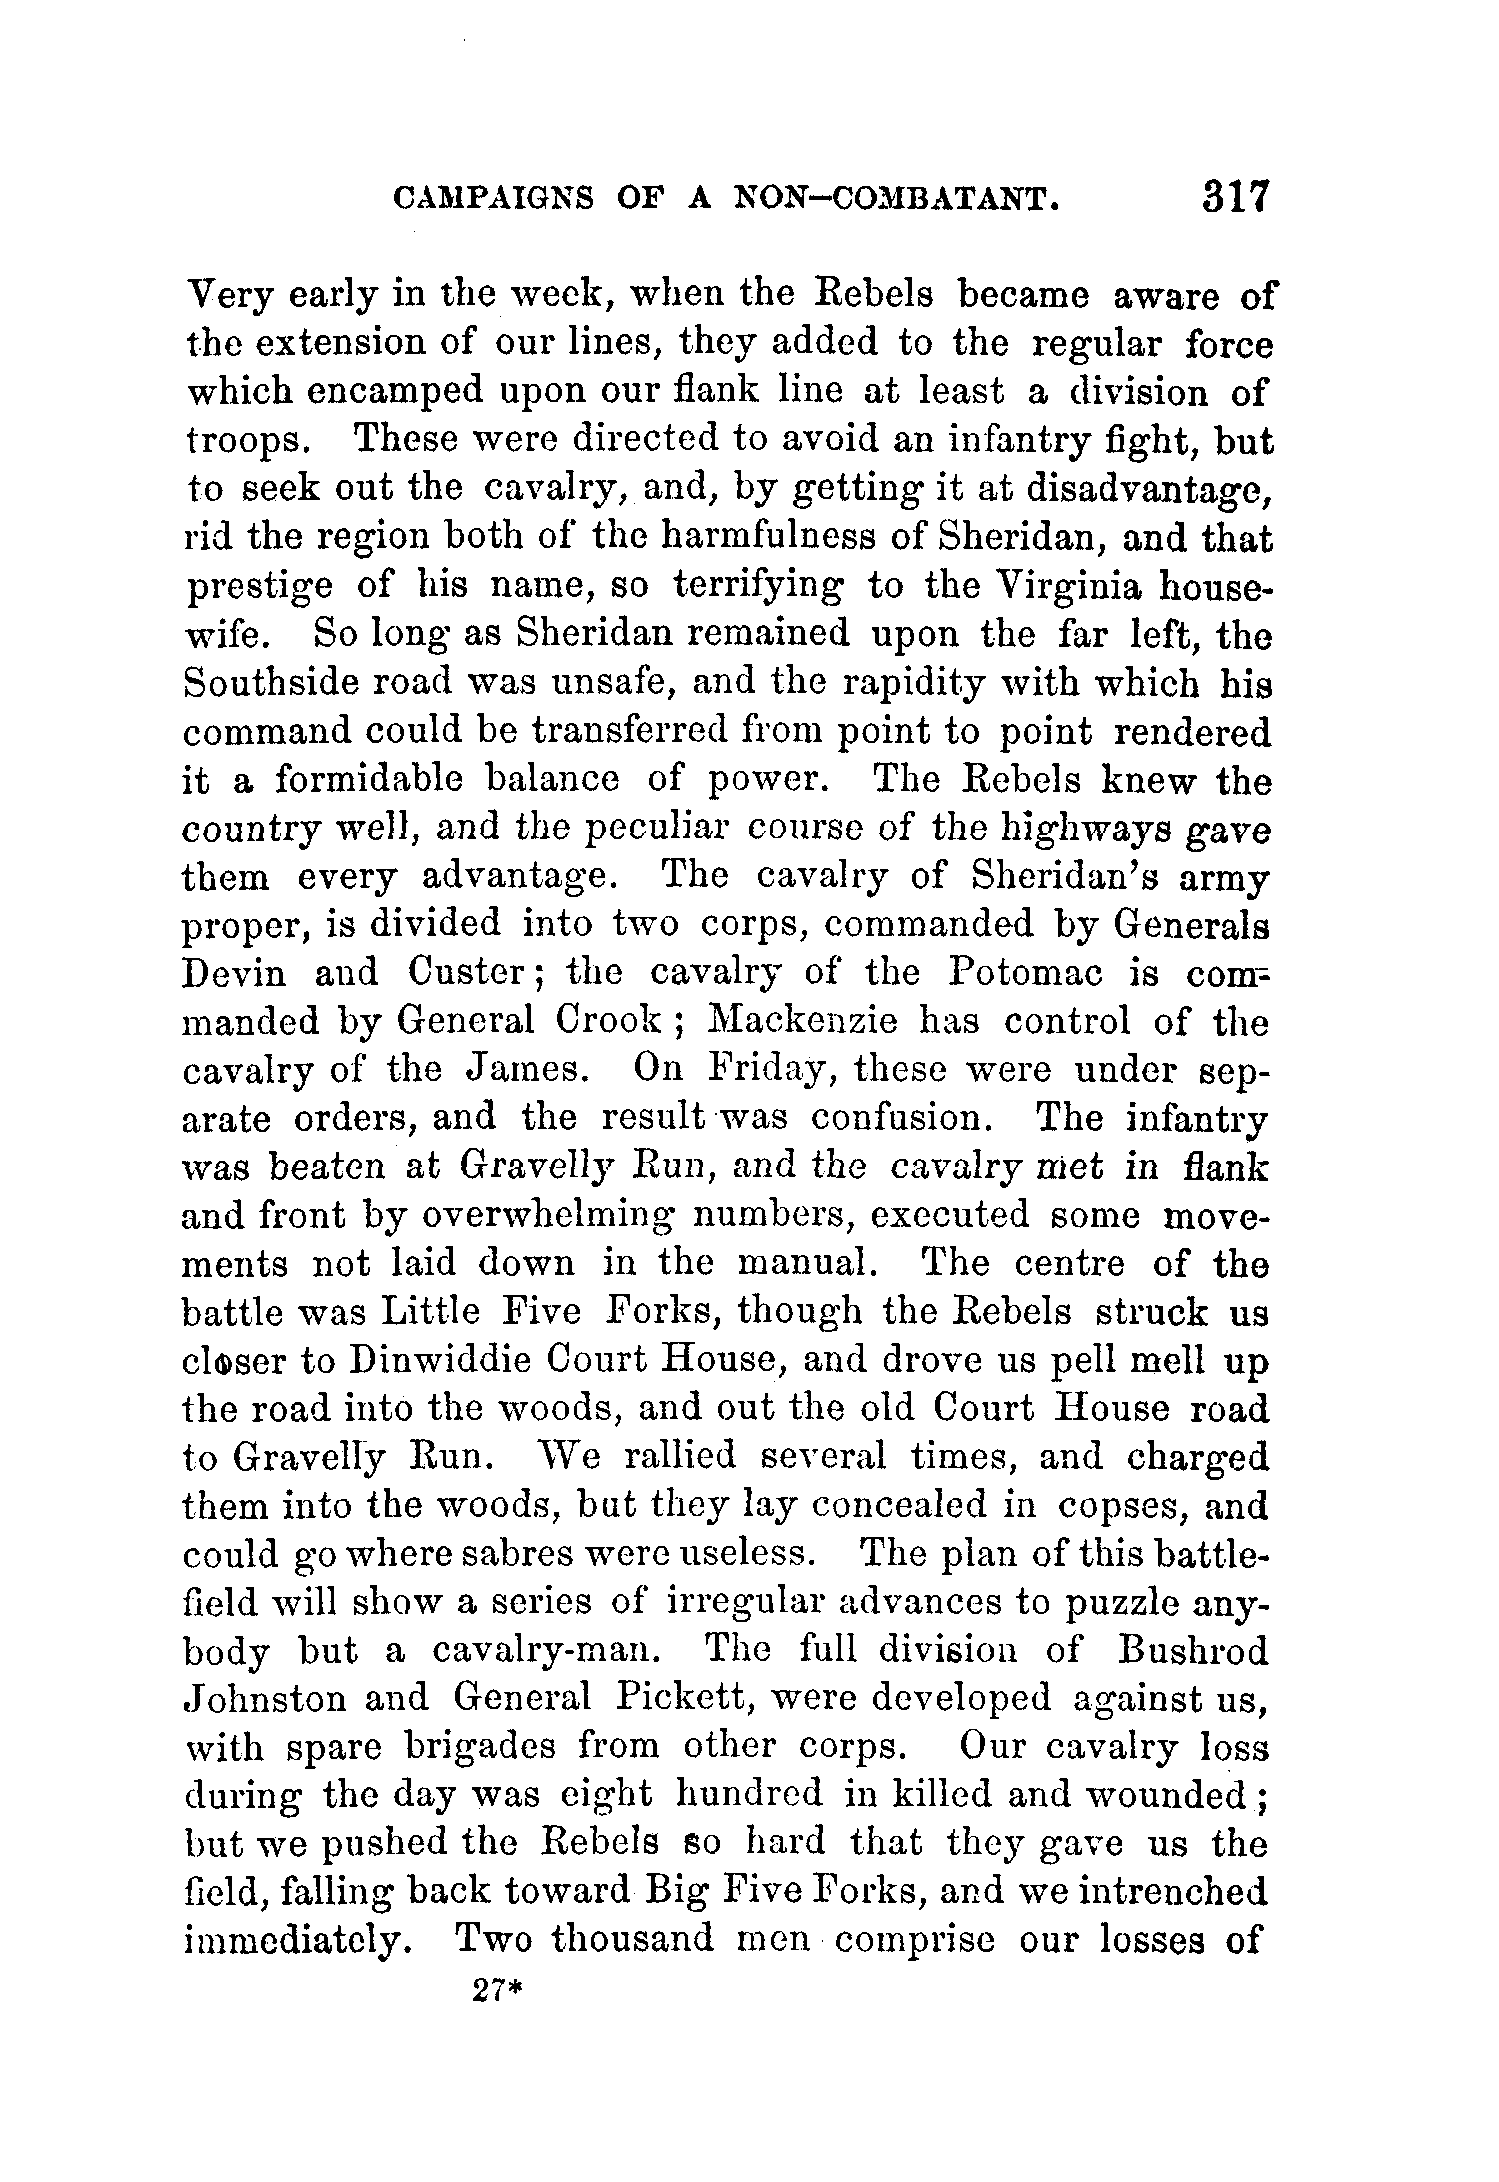 CAMPAIGNS OF A NON-COMBATANT. 317
Very early in the week, when the Rebels became aware of
the extension of our lines, they added to the regular force
which encamped upon our flank line at least a division of
troops. These were directed to avoid an infantry fight, but
to seek out the cavalry, and, by getting it at disadvantage,
rid the region both of the harmfulness of Sheridan, and that
prestige of his name, so terrifying to the Virginia house-
wife. So long as Sheridan remained upon the far left, the
Southside road was unsafe, and the rapidity with which his
command could be transferred from point to point rendered
it a formidable balance of power. The Rebels knew the
country well, and the peculiar course of the highways gave
them every advantage. The cavalry of Sheridan's army
proper, is divided into two corps, commanded by Generals
Devin and Custer; the cavalry of the Potomac is com-
manded by General Crook; Mackenzie has control of the
cavalry of the James. On Friday, these were under sep-
arate orders, and the result was confusion. The infantry
was beaten at Gravelly Run, and the cavalry met in flank
and front by overwhelming numbers, executed some move-
ments not laid down in the manual. The centre of the
battle was Little Five Forks, though the Rebels struck us
closer to Dinwiddie Court House, and drove us pell mell up
the road into the woods, and out the old Court House road
to Gravelly Run. We rallied several times, and charged
them into the woods, but they lay concealed in copses, and
could go where sabres were useless. The plan of this battle-
field will show a series of irregular advances to puzzle any-
body but a cavalry-man. The full division of Bushrod
Johnston and General Pickett, were developed against us,
with spare brigades from other corps. Our cavalry loss
during the day was eight hundred in killed and wounded;
but we pushed the Rebels so hard that they gave us the
field, falling back toward Big Five Forks, and we intrenched
immediately. Two thousand men comprise our losses of
27*